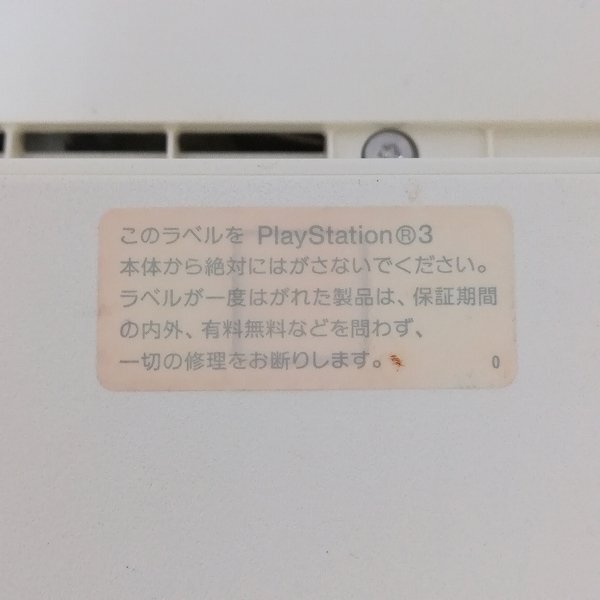 このラベルを PlayStation®3
本体から絶対にはがさないでください。
ラベルが一度はがれた製品は、保証期間
の内外、有料無料などを問わず、
一切の修理をお断りします。 0